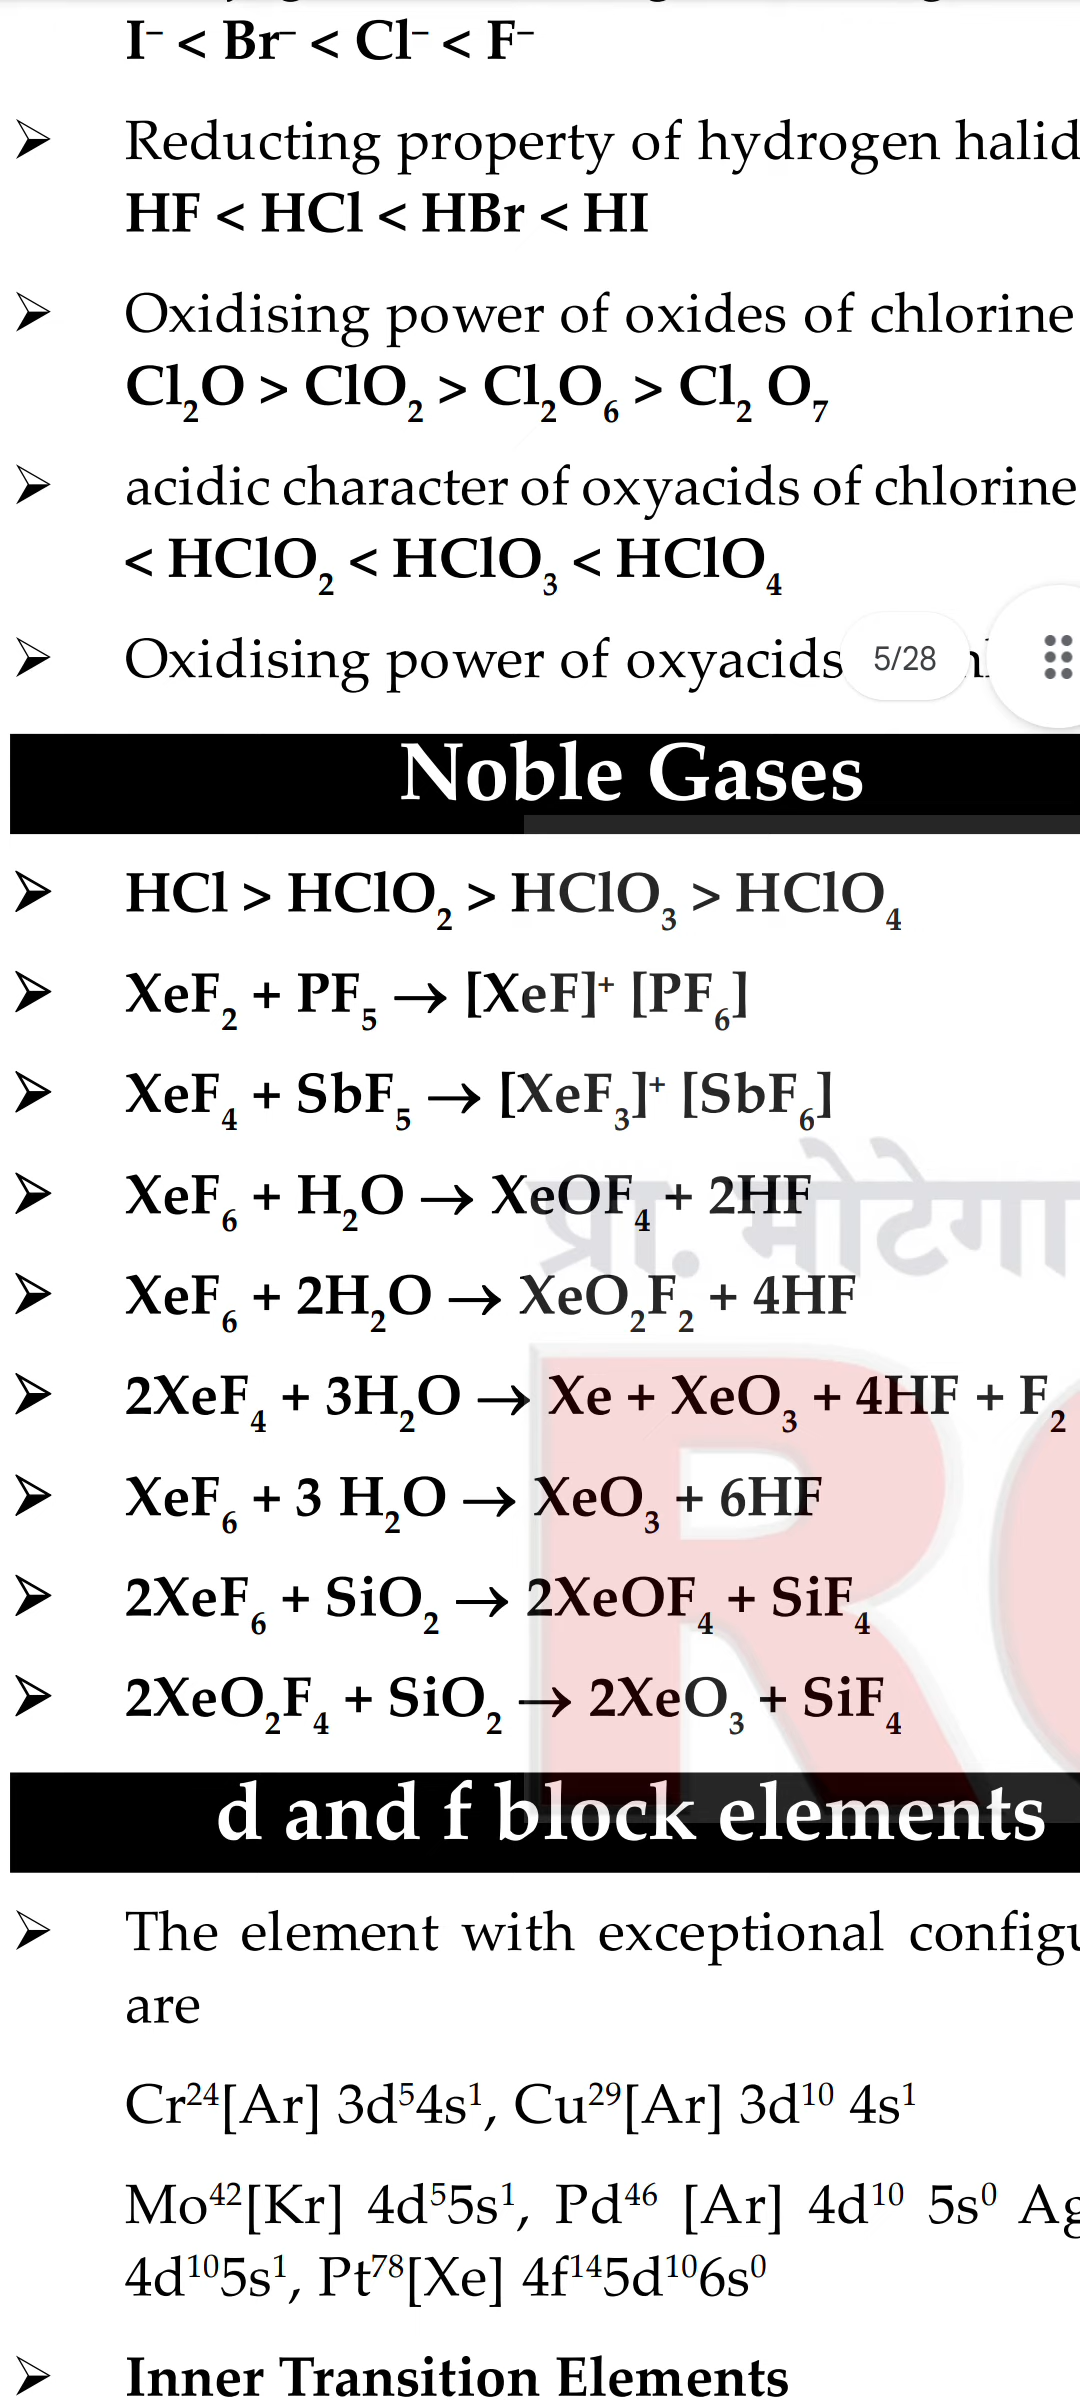 I⁻ < Br⁻ < Cl⁻ < F⁻
➢ Reducting property of hydrogen halid
HF < HCl < HBr < HI
➢ Oxidising power of oxides of chlorine
Cl₂O > ClO₂ > Cl₂O₆ > Cl₂ O₇
➢ acidic character of oxyacids of chlorine
< HClO₂ < HClO₃ < HClO₄
➢ Oxidising power of oxyacids
5/28
Noble Gases
➢ HCl > HClO₂ > HClO₃ > HClO₄
➢ XeF₂ + PF₅ → [XeF]⁺ [PF₆]
➢ XeF₄ + SbF₅ → [XeF₃]⁺ [SbF₆]
प्रा. मोटेगा
➢ XeF₆ + H₂O → XeOF₄ + 2HF
➢ XeF₆ + 2H₂O → XeO₂F₂ + 4HF
➢ 2XeF₄ + 3H₂O → Xe + XeO₃ + 4HF + F₂
➢ XeF₆ + 3 H₂O → XeO₃ + 6HF
➢ 2XeF₆ + SiO₂ → 2XeOF₄ + SiF₄
➢ 2XeO₂F₄ + SiO₂ → 2XeO₃ + SiF₄
d and f block elements
➢ The element with exceptional configu
are
Cr²⁴[Ar] 3d⁵4s¹, Cu²⁹[Ar] 3d¹⁰ 4s¹
Mo⁴²[Kr] 4d⁵5s¹, Pd⁴⁶ [Ar] 4d¹⁰ 5s⁰ Ag
4d¹⁰5s¹, Pt⁷⁸[Xe] 4f¹⁴5d¹⁰6s⁰
➢ Inner Transition Elements